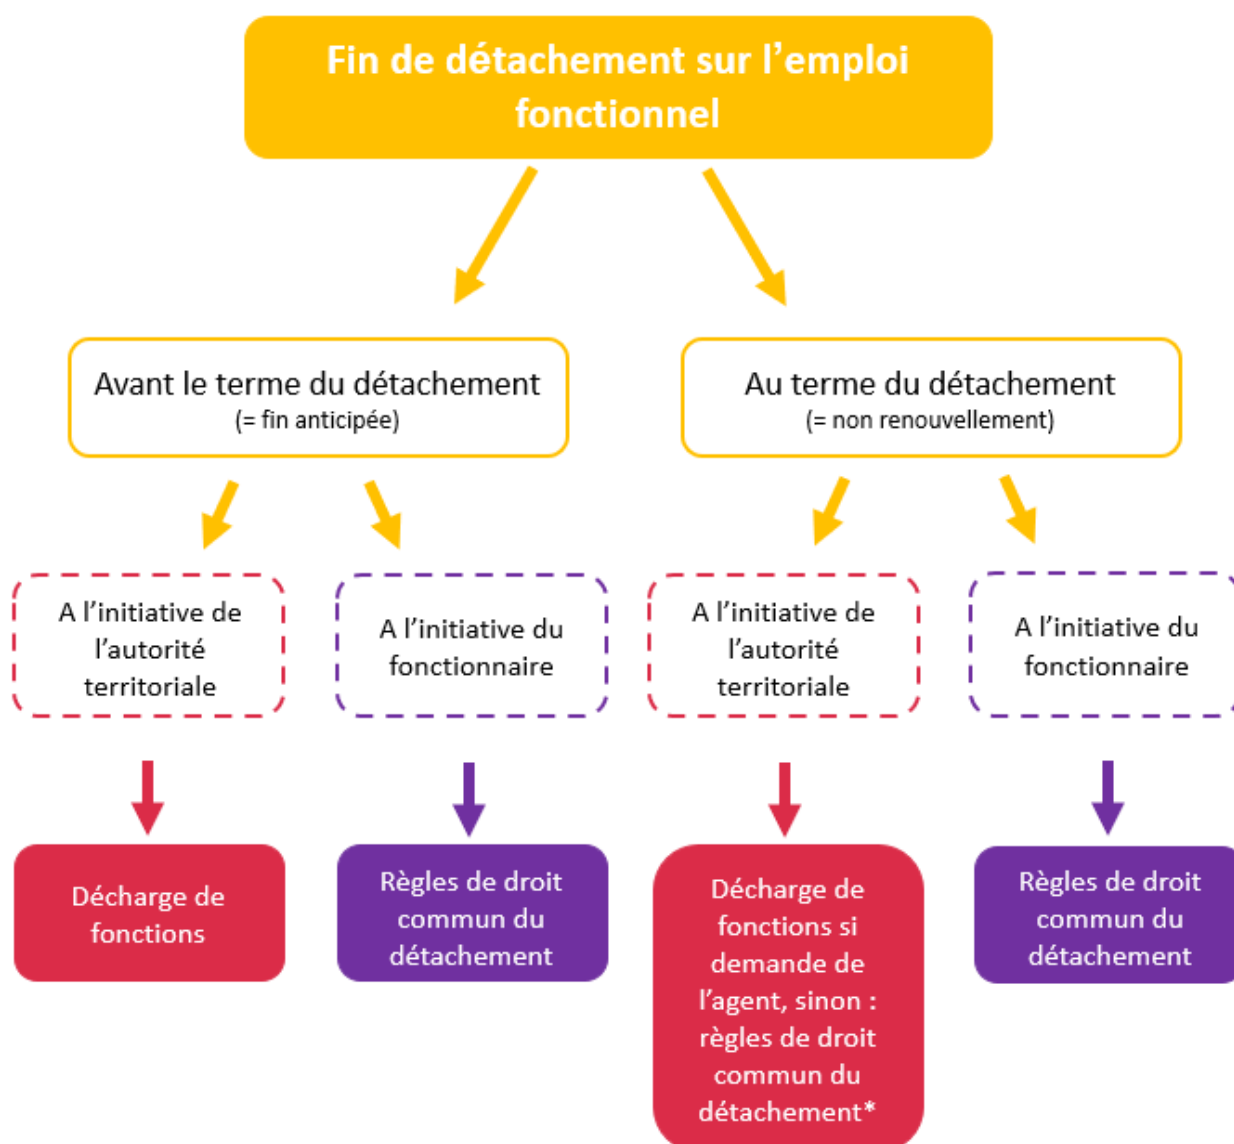 Fin de détachement sur l’emploi
fonctionnel
Avant le terme du détachement
(= fin anticipée)
Au terme du détachement
(= non renouvellement)
A l’initiative de
l’autorité
territoriale
A l’initiative du
fonctionnaire
A l’initiative de
l’autorité
territoriale
A l’initiative du
fonctionnaire
Décharge de
fonctions
Règles de droit
commun du
détachement
Décharge de
fonctions si
demande de
l’agent, sinon :
règles de droit
commun du
détachement*
Règles de droit
commun du
détachement